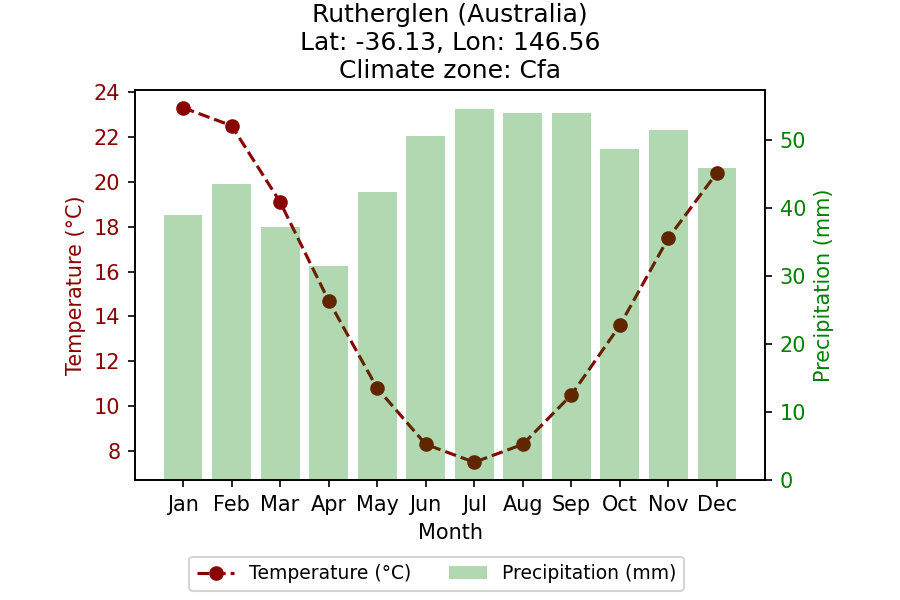 Rutherglen (Australia)
Lat: -36.13, Lon: 146.56
Climate zone: Cfa
24
22
20
18
16
14
12
10
8
Temperature (°C)
50
40
30
20
10
0
Precipitation (mm)
Jan Feb Mar Apr May Jun Jul Aug Sep Oct Nov Dec
Month
Temperature (°C) Precipitation (mm)